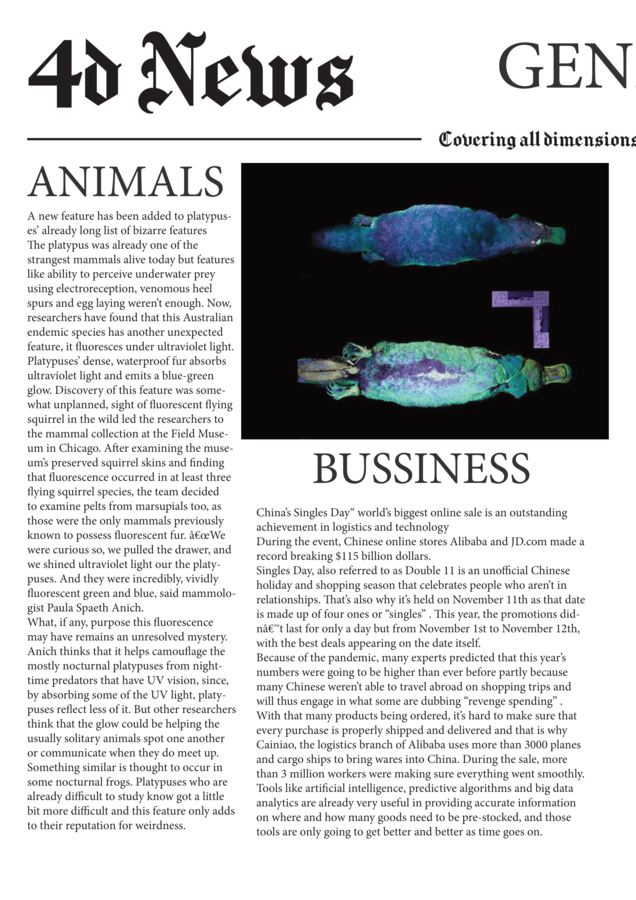 4d News
GEN
Covering all dimensions
ANIMALS
A new feature has been added to platypus-
es’ already long list of bizarre features
The platypus was already one of the
strangest mammals alive today but features
like ability to perceive underwater prey
using electroreception, venomous heel
spurs and egg laying weren’t enough. Now,
researchers have found that this Australian
endemic species has another unexpected
feature, it fluoresces under ultraviolet light.
Platypuses’ dense, waterproof fur absorbs
ultraviolet light and emits a blue-green
glow. Discovery of this feature was some-
what unplanned, sight of fluorescent flying
squirrel in the wild led the researchers to
the mammal collection at the Field Muse-
um in Chicago. After examining the muse-
um’s preserved squirrel skins and finding
that fluorescence occurred in at least three
flying squirrel species, the team decided
to examine pelts from marsupials too, as
those were the only mammals previously
known to possess fluorescent fur. â€œWe
were curious so, we pulled the drawer, and
we shined ultraviolet light our the platy-
puses. And they were incredibly, vividly
fluorescent green and blue, said mammolo-
gist Paula Spaeth Anich.
What, if any, purpose this fluorescence
may have remains an unresolved mystery.
Anich thinks that it helps camouflage the
mostly nocturnal platypuses from night-
time predators that have UV vision, since,
by absorbing some of the UV light, platy-
puses reflect less of it. But other researchers
think that the glow could be helping the
usually solitary animals spot one another
or communicate when they do meet up.
Something similar is thought to occur in
some nocturnal frogs. Platypuses who are
already difficult to study know got a little
bit more difficult and this feature only adds
to their reputation for weirdness.
BUSSINESS
China’s Singles Day“ world’s biggest online sale is an outstanding
achievement in logistics and technology
During the event, Chinese online stores Alibaba and JD.com made a
record breaking $115 billion dollars.
Singles Day, also referred to as Double 11 is an unofficial Chinese
holiday and shopping season that celebrates people who aren’t in
relationships. That’s also why it’s held on November 11th as that date
is made up of four ones or “singles” . This year, the promotions did-
nâ€™t last for only a day but from November 1st to November 12th,
with the best deals appearing on the date itself.
Because of the pandemic, many experts predicted that this year’s
numbers were going to be higher than ever before partly because
many Chinese weren’t able to travel abroad on shopping trips and
will thus engage in what some are dubbing “revenge spending” .
With that many products being ordered, it’s hard to make sure that
every purchase is properly shipped and delivered and that is why
Cainiao, the logistics branch of Alibaba uses more than 3000 planes
and cargo ships to bring wares into China. During the sale, more
than 3 million workers were making sure everything went smoothly.
Tools like artificial intelligence, predictive algorithms and big data
analytics are already very useful in providing accurate information
on where and how many goods need to be pre-stocked, and those
tools are only going to get better and better as time goes on.